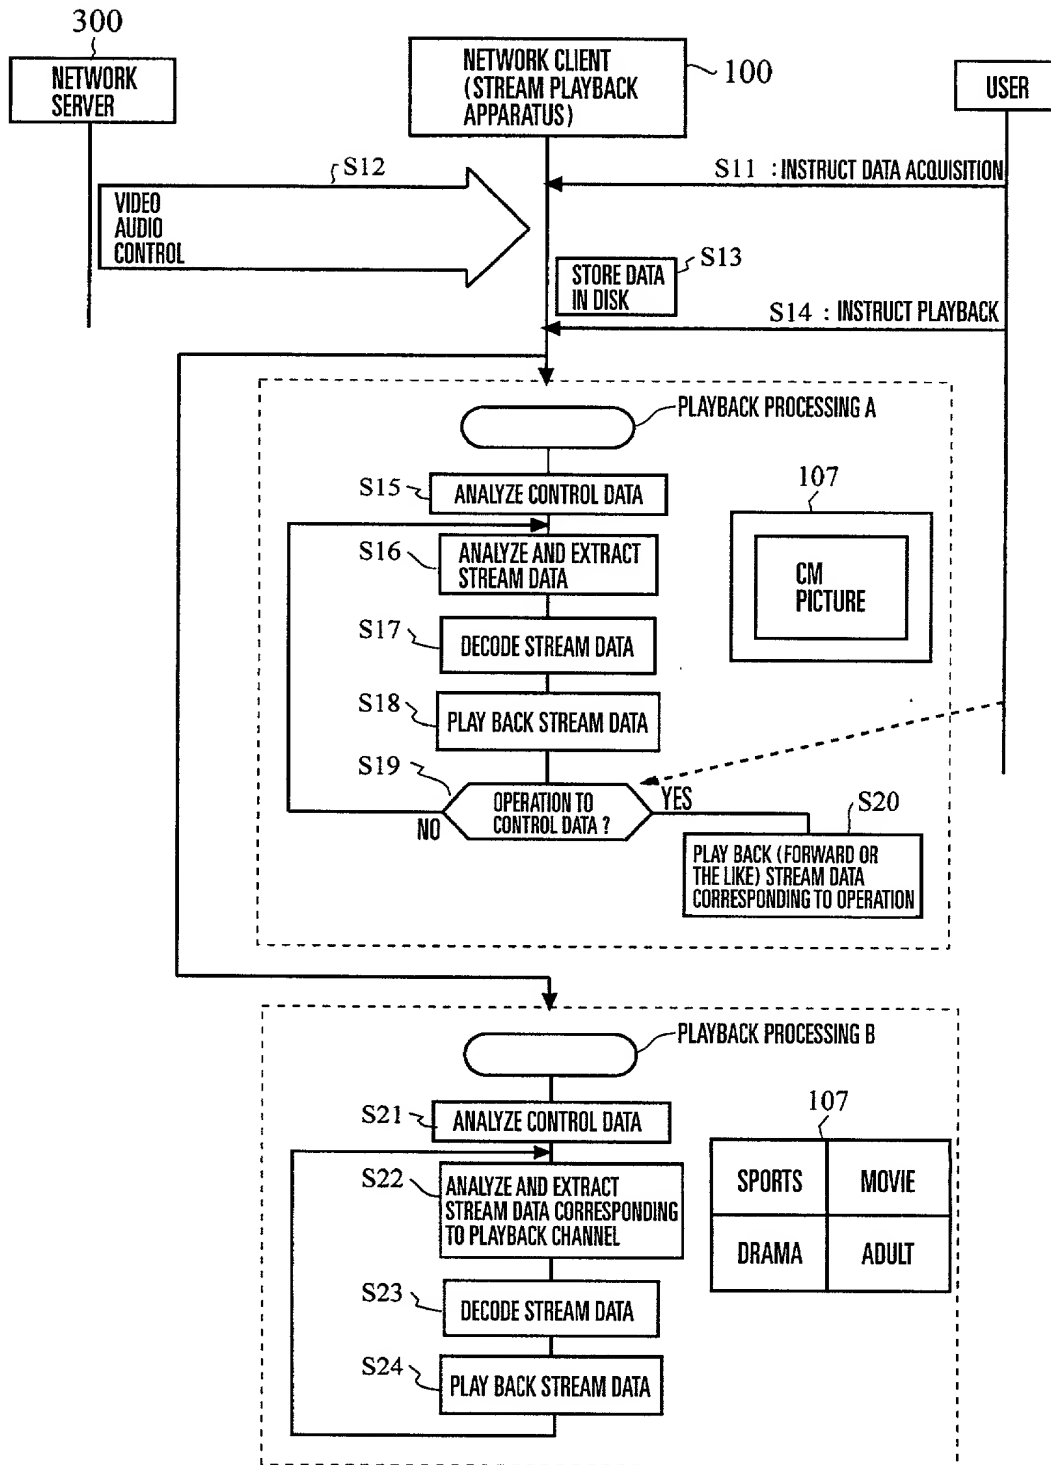 300
NETWORK
SERVER
NETWORK CLIENT
(STREAM PLAYBACK
APPARATUS)
100
USER
S12
S11 : INSTRUCT DATA ACQUISITION
VIDEO
AUDIO
CONTROL
STORE DATA
IN DISK
S13
S14 : INSTRUCT PLAYBACK
PLAYBACK PROCESSING A
S15
ANALYZE CONTROL DATA
107
S16
ANALYZE AND EXTRACT
STREAM DATA
CM
PICTURE
S17
DECODE STREAM DATA
S18
PLAY BACK STREAM DATA
S19
OPERATION TO
CONTROL DATA ?
NO
YES
S20
PLAY BACK (FORWARD OR
THE LIKE) STREAM DATA
CORRESPONDING TO OPERATION
PLAYBACK PROCESSING B
S21
ANALYZE CONTROL DATA
107
S22
ANALYZE AND EXTRACT
STREAM DATA CORRESPONDING
TO PLAYBACK CHANNEL
SPORTS
MOVIE
DRAMA
ADULT
S23
DECODE STREAM DATA
S24
PLAY BACK STREAM DATA